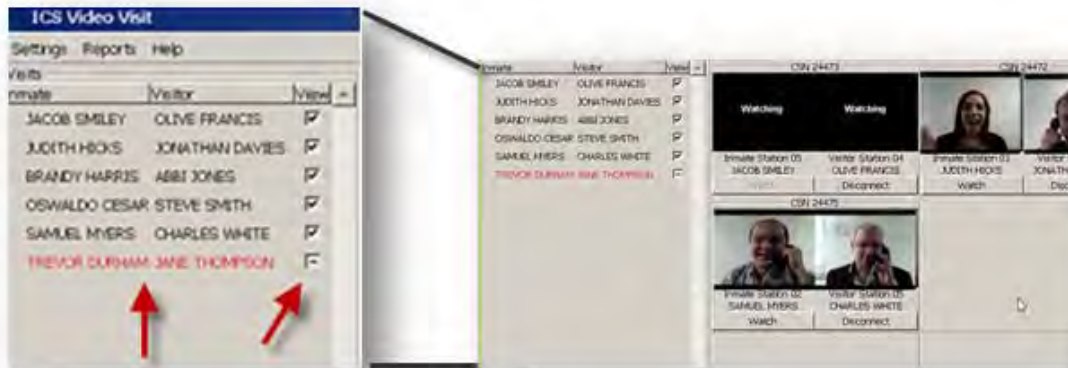 ICS Video Visit
Settings Reports Help
Visits
Inmate Visitor View
JACOB SMILEY OLIVE FRANCIS
JUDITH HICKS JONATHAN DAVIES
BRANDY HARRIS ABBI JONES
OSWALDO CESAR STEVE SMITH
SAMUEL MYERS CHARLES WHITE
TREVOR DURHAM JANE THOMPSON
Inmate Visitor View
JACOB SMILEY OLIVE FRANCIS
JUDITH HICKS JONATHAN DAVIES
BRANDY HARRIS ABBI JONES
OSWALDO CESAR STEVE SMITH
SAMUEL MYERS CHARLES WHITE
TREVOR DURHAM JANE THOMPSON
CSN 24473
Watching Watching
Inmate Station 05 Visitor Station 04
JACOB SMILEY OLIVE FRANCIS
Watch Disconnect
CSN 24472
Inmate Station 03 Visitor
JUDITH HICKS JONATH
Watch Disc
CSN 24475
Inmate Station 02 Visitor Station 05
SAMUEL MYERS CHARLES WHITE
Watch Disconnect